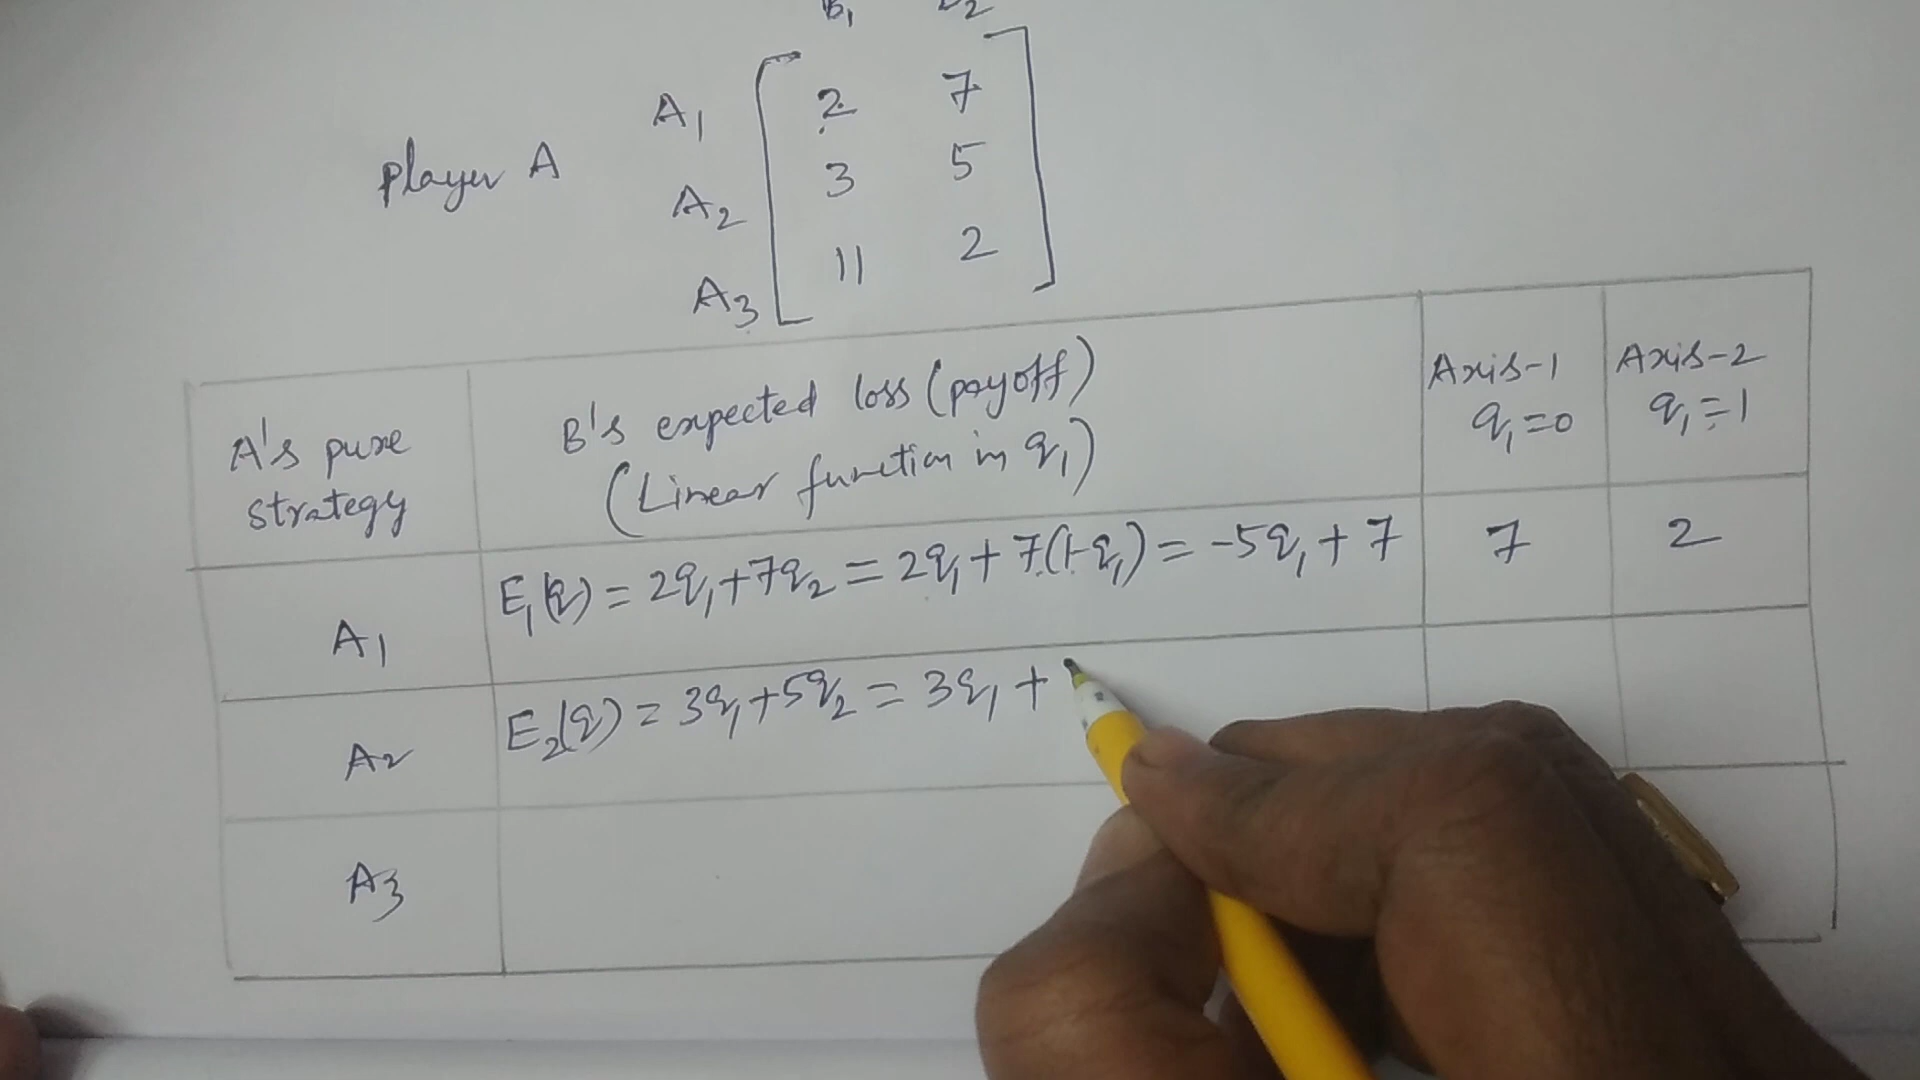 B₁ B₂
A₁ 2 7
Player A
A₂ 3 5
A₃ 11 2
A's pure strategy
B's expected loss (payoff)
(Linear function in q₁)
Axis-1
q₁=0
Axis-2
q₁=1
A₁ E₁(q) = 2q₁+7q₂ = 2q₁+7(1-q₁) = -5q₁+7 7 2
A₂ E₂(q) = 3q₁+5q₂ = 3q₁+
A₃